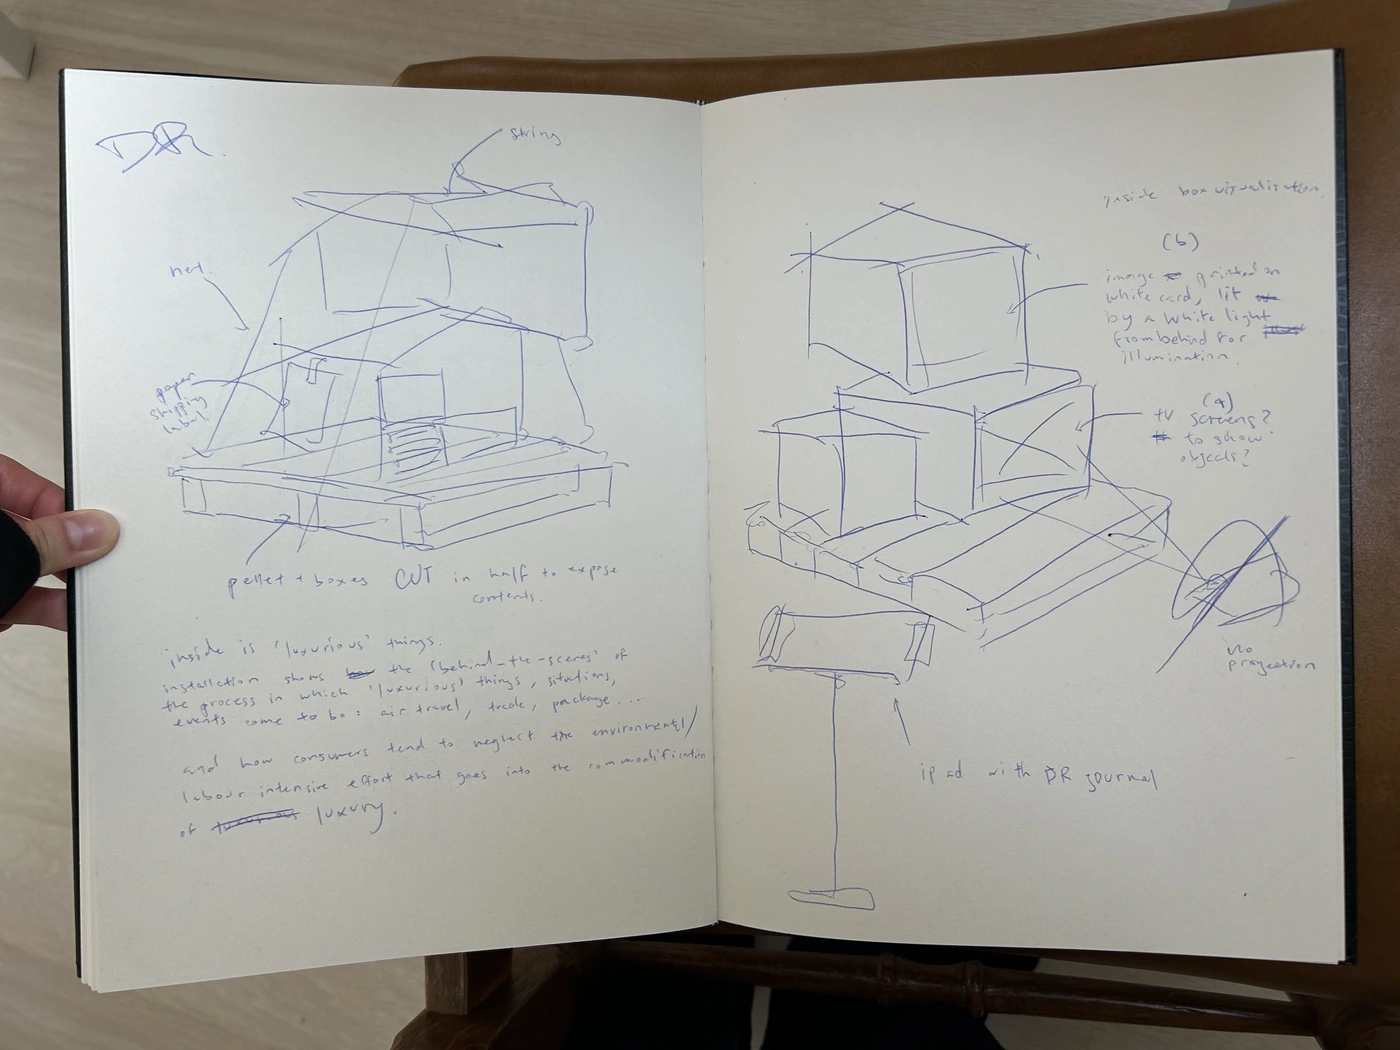 DR.
string
net.
paper
shipping
label
pellet + boxes CUT in half to expose
contents.
inside is 'luxurious' things.
installation shows the 'behind-the-scenes' of
the process in which 'luxurious' things, situations,
events come to be: air travel, trade, package....
and how consumers tend to neglect the environmental/
labour intensive effort that goes into the commodification
of luxurious luxury.
inside box visualisation.
(b)
image printed on
white card, lit
by a white light
from behind for
illumination.
(a)
tv screens?
to show
objects?
no
projection
ipad with DR journal